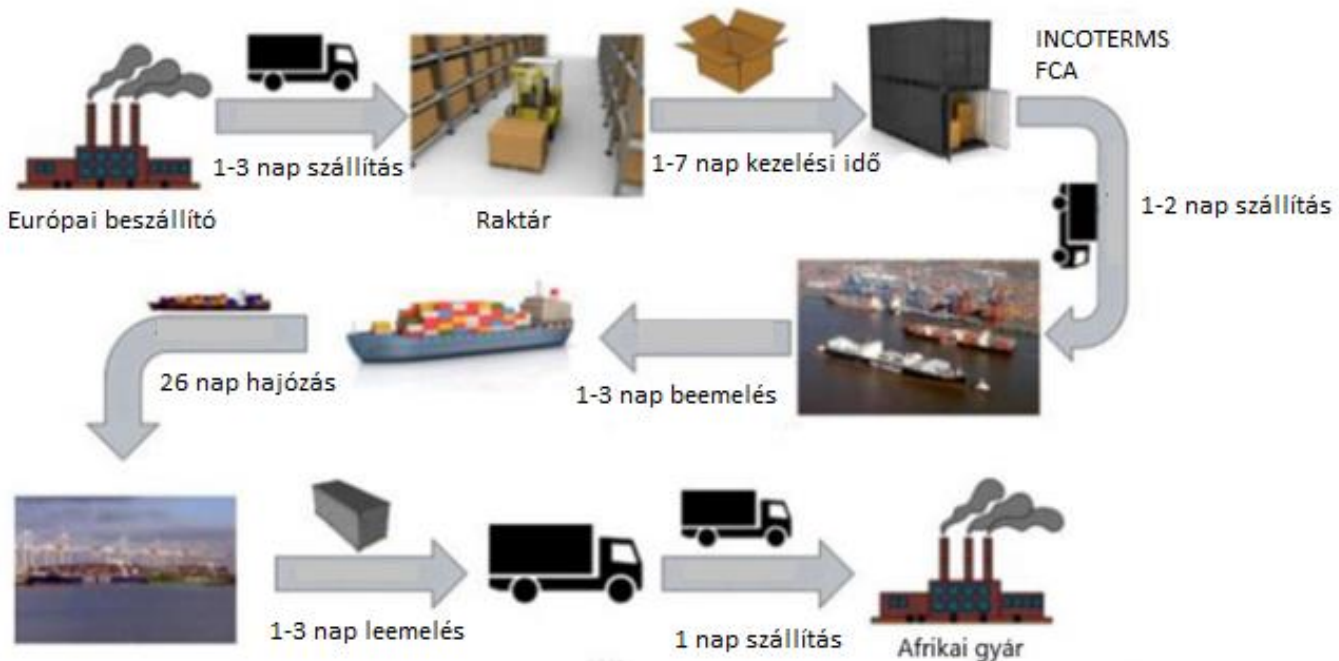 INCOTERMS
FCA
1-3 nap szállítás
1-7 nap kezelési idő
1-2 nap szállítás
Európai beszállító
Raktár
26 nap hajózás
1-3 nap beemelés
1-3 nap leemelés
1 nap szállítás
Afrikai gyár